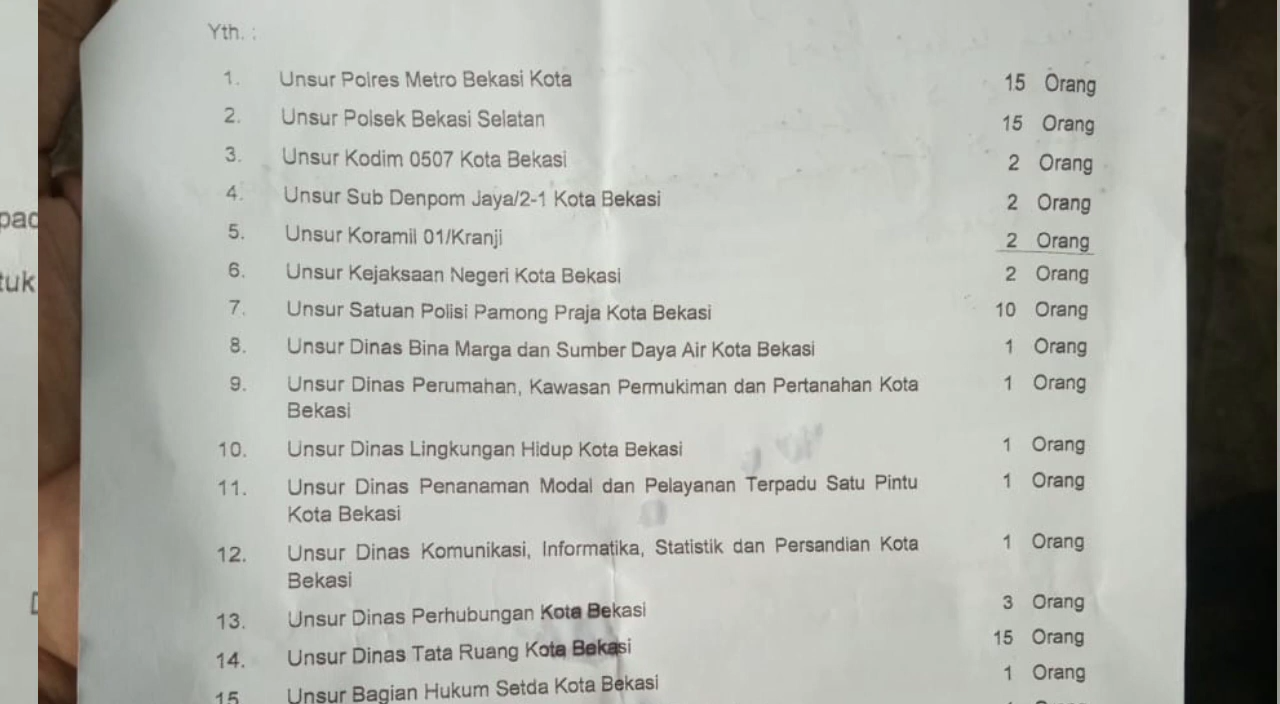 Yth. :
1. Unsur Polres Metro Bekasi Kota 15 Orang
2. Unsur Polsek Bekasi Selatan 15 Orang
3. Unsur Kodim 0507 Kota Bekasi 2 Orang
4. Unsur Sub Denpom Jaya/2-1 Kota Bekasi 2 Orang
5. Unsur Koramil 01/Kranji 2 Orang
6. Unsur Kejaksaan Negeri Kota Bekasi 2 Orang
7. Unsur Satuan Polisi Pamong Praja Kota Bekasi 10 Orang
8. Unsur Dinas Bina Marga dan Sumber Daya Air Kota Bekasi 1 Orang
9. Unsur Dinas Perumahan, Kawasan Permukiman dan Pertanahan Kota 1 Orang
Bekasi
10. Unsur Dinas Lingkungan Hidup Kota Bekasi 1 Orang
11. Unsur Dinas Penanaman Modal dan Pelayanan Terpadu Satu Pintu 1 Orang
Kota Bekasi
12. Unsur Dinas Komunikasi, Informatika, Statistik dan Persandian Kota 1 Orang
Bekasi
13. Unsur Dinas Perhubungan Kota Bekasi 3 Orang
14. Unsur Dinas Tata Ruang Kota Bekasi 15 Orang
15 Unsur Bagian Hukum Setda Kota Bekasi 1 Orang